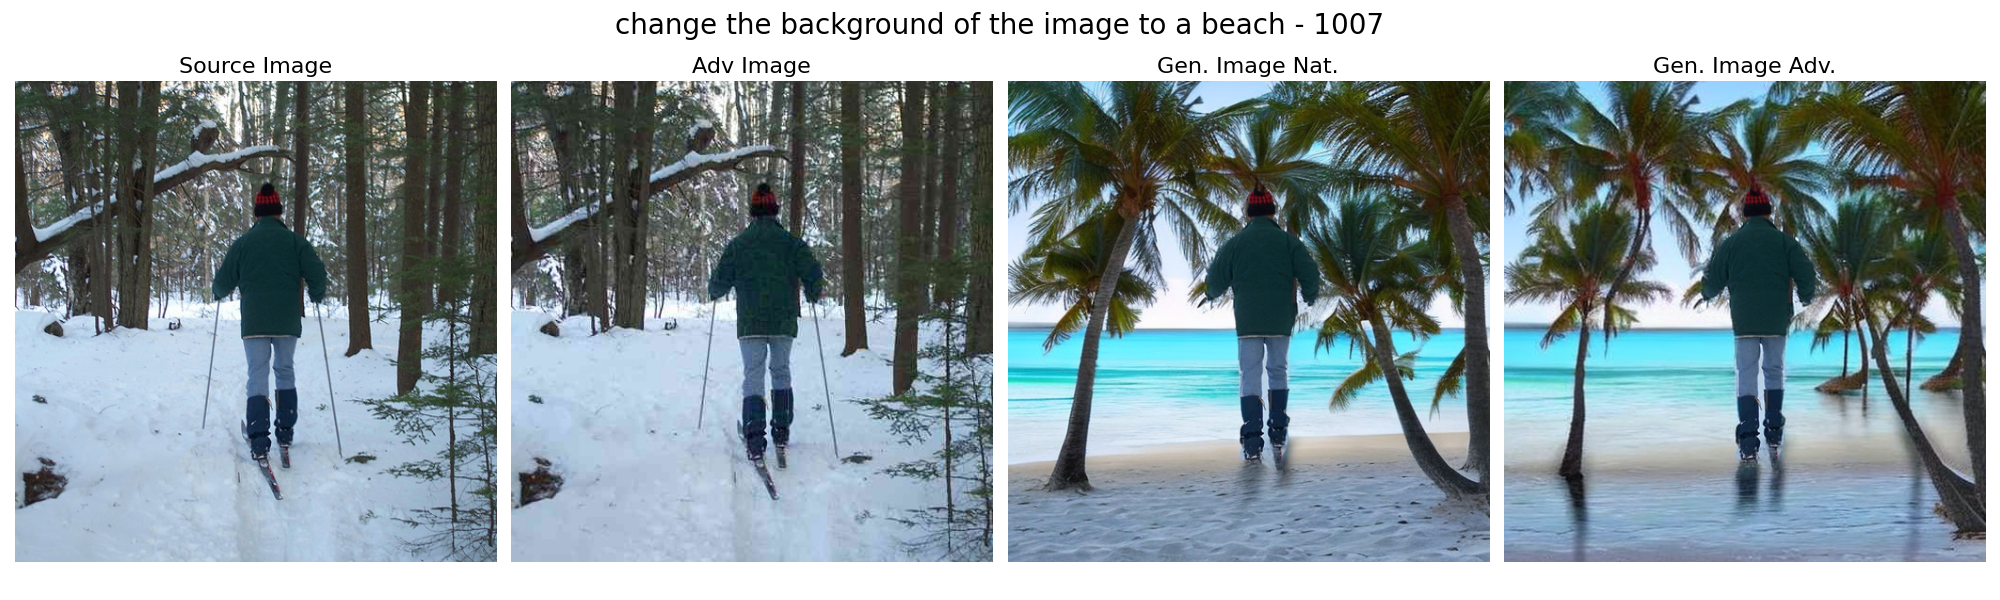 change the background of the image to a beach - 1007
Source Image
Adv Image
Gen. Image Nat.
Gen. Image Adv.